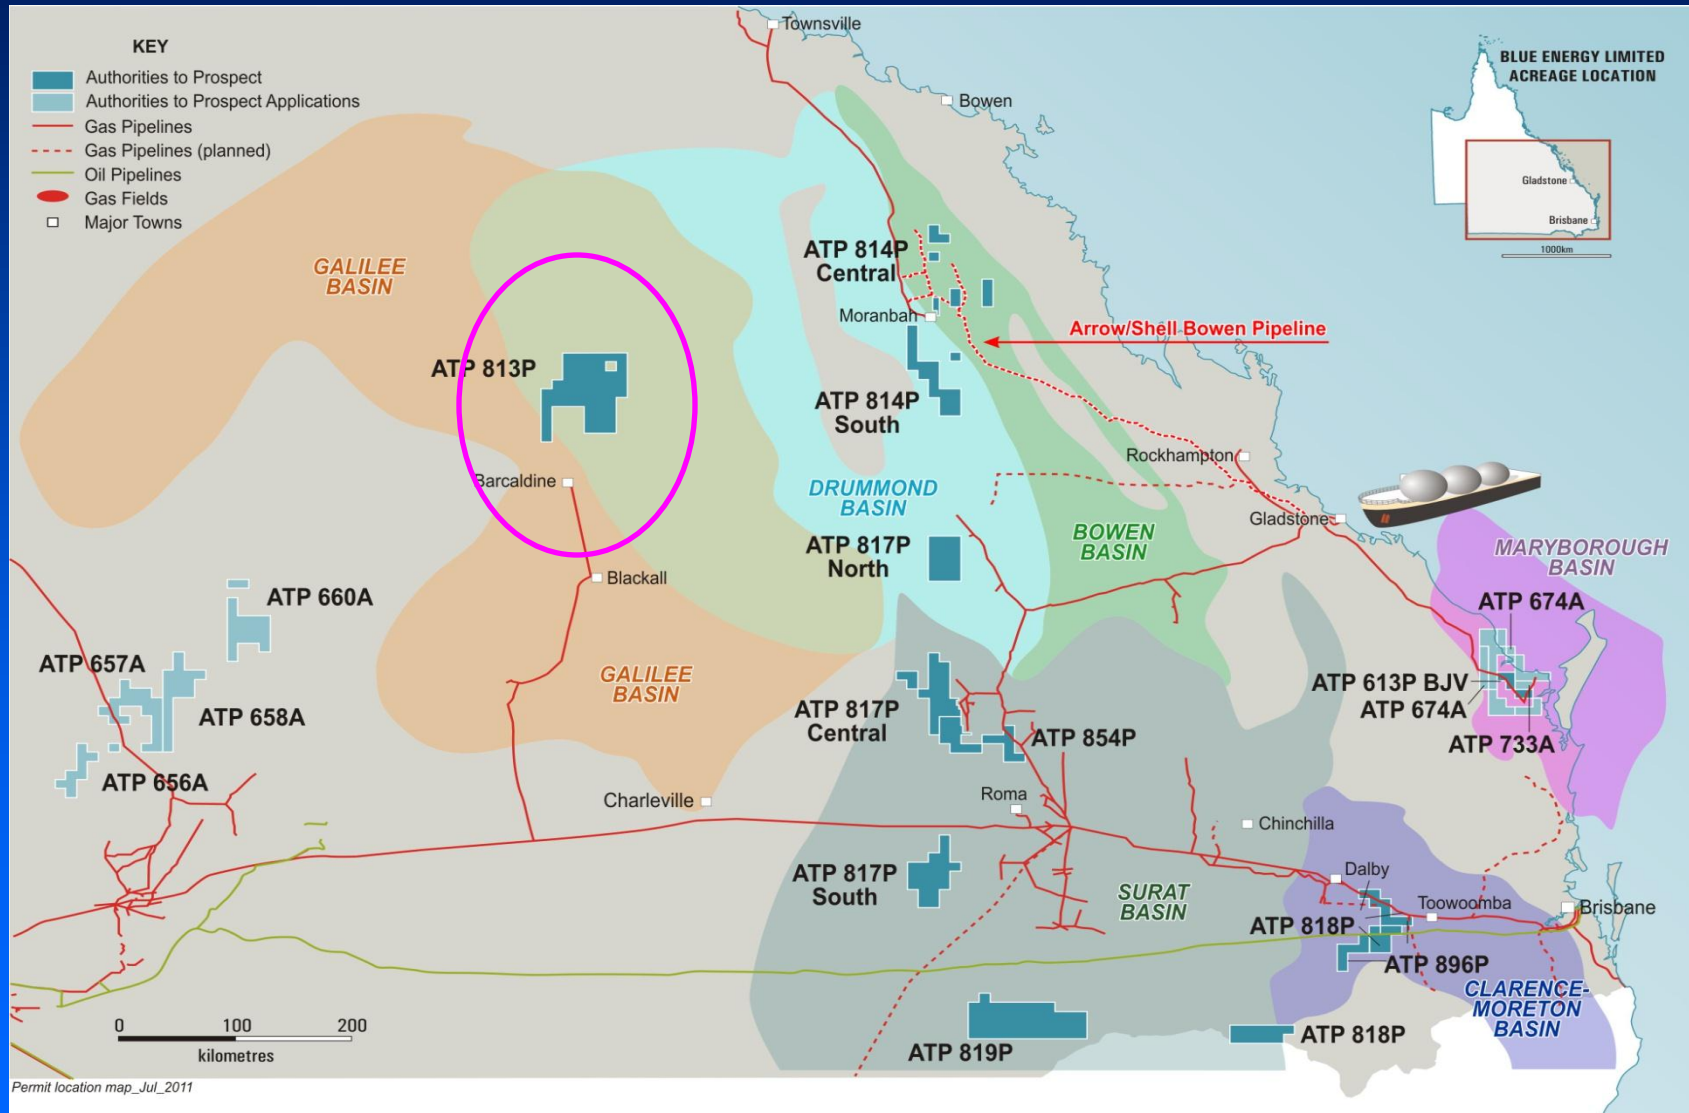 KEY
Authorities to Prospect
Authorities to Prospect Applications
Gas Pipelines
Gas Pipelines (planned)
Oil Pipelines
Gas Fields
Major Towns
Townsville
Bowen
BLUE ENERGY LIMITED
ACREAGE LOCATION
Gladstone
Brisbane
1000km
GALILEE
BASIN
ATP 814P
Central
Moranbah
Arrow/Shell Bowen Pipeline
ATP 813P
ATP 814P
South
Barcaldine
DRUMMOND
BASIN
Rockhampton
Gladstone
BOWEN
BASIN
MARYBOROUGH
BASIN
ATP 817P
North
Blackall
ATP 660A
ATP 674A
ATP 657A
GALILEE
BASIN
ATP 613P BJV
ATP 674A
ATP 658A
ATP 817P
Central
ATP 854P
ATP 733A
ATP 656A
Charleville
Roma
Chinchilla
ATP 817P
South
Dalby
SURAT
BASIN
Toowoomba
Brisbane
ATP 818P
ATP 896P
CLARENCE-
MORETON
BASIN
0 100 200
kilometres
ATP 819P
ATP 818P
Permit location map_Jul_2011